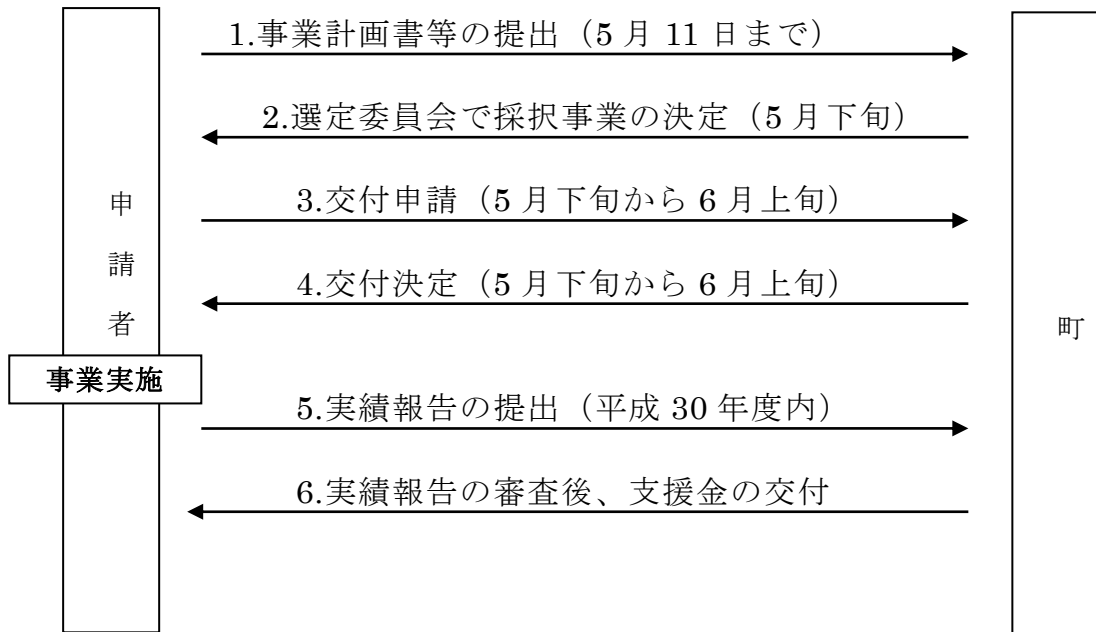 1.事業計画書等の提出（5月11日まで）
2.選定委員会で採択事業の決定（5月下旬）
3.交付申請（5月下旬から6月上旬）
4.交付決定（5月下旬から6月上旬）
申請者
町
事業実施
5.実績報告の提出（平成30年度内）
6.実績報告の審査後、支援金の交付